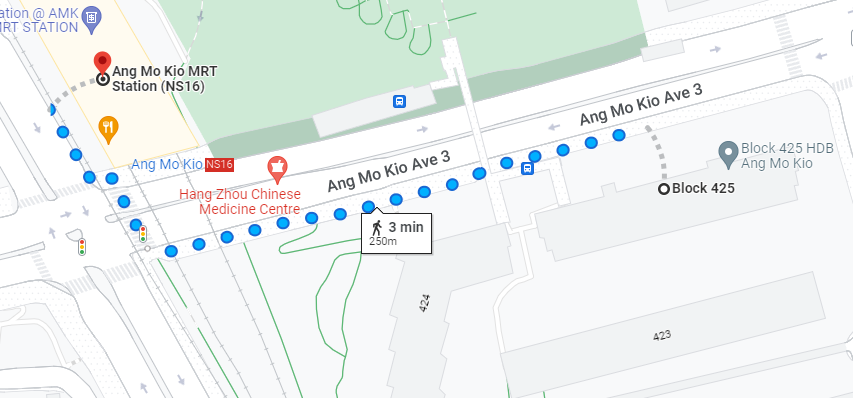 ation @ AMK
MRT STATION
Ang Mo Kio MRT
Station (NS16)
Ang Mo Kio Ave 3
Block 425 HDB
Ang Mo Kio
Ang Mo Kio NS16
Ang Mo Kio Ave 3
Block 425
Hang Zhou Chinese
Medicine Centre
3 min
250m
424
423